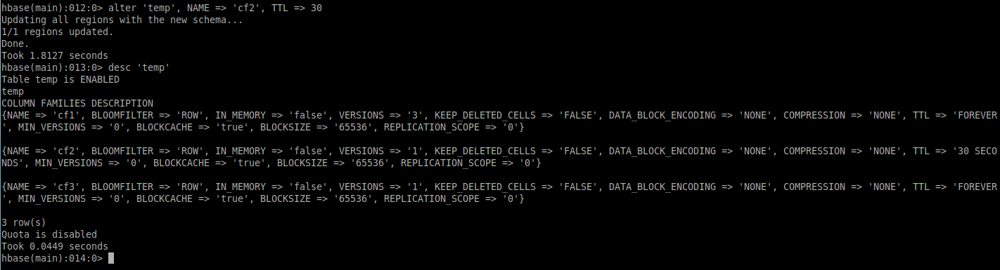 hbase(main):012:0> alter 'temp', NAME => 'cf2', TTL => 30
Updating all regions with the new schema...
1/1 regions updated.
Done.
Took 1.8127 seconds
hbase(main):013:0> desc 'temp'
Table temp is ENABLED
temp
COLUMN FAMILIES DESCRIPTION
{NAME => 'cf1', BLOOMFILTER => 'ROW', IN_MEMORY => 'false', VERSIONS => '3', KEEP_DELETED_CELLS => 'FALSE', DATA_BLOCK_ENCODING => 'NONE', COMPRESSION => 'NONE', TTL => 'FOREVER
', MIN_VERSIONS => '0', BLOCKCACHE => 'true', BLOCKSIZE => '65536', REPLICATION_SCOPE => '0'}
{NAME => 'cf2', BLOOMFILTER => 'ROW', IN_MEMORY => 'false', VERSIONS => '1', KEEP_DELETED_CELLS => 'FALSE', DATA_BLOCK_ENCODING => 'NONE', COMPRESSION => 'NONE', TTL => '30 SECO
NDS', MIN_VERSIONS => '0', BLOCKCACHE => 'true', BLOCKSIZE => '65536', REPLICATION_SCOPE => '0'}
{NAME => 'cf3', BLOOMFILTER => 'ROW', IN_MEMORY => 'false', VERSIONS => '1', KEEP_DELETED_CELLS => 'FALSE', DATA_BLOCK_ENCODING => 'NONE', COMPRESSION => 'NONE', TTL => 'FOREVER
', MIN_VERSIONS => '0', BLOCKCACHE => 'true', BLOCKSIZE => '65536', REPLICATION_SCOPE => '0'}
3 row(s)
Quota is disabled
Took 0.0449 seconds
hbase(main):014:0>